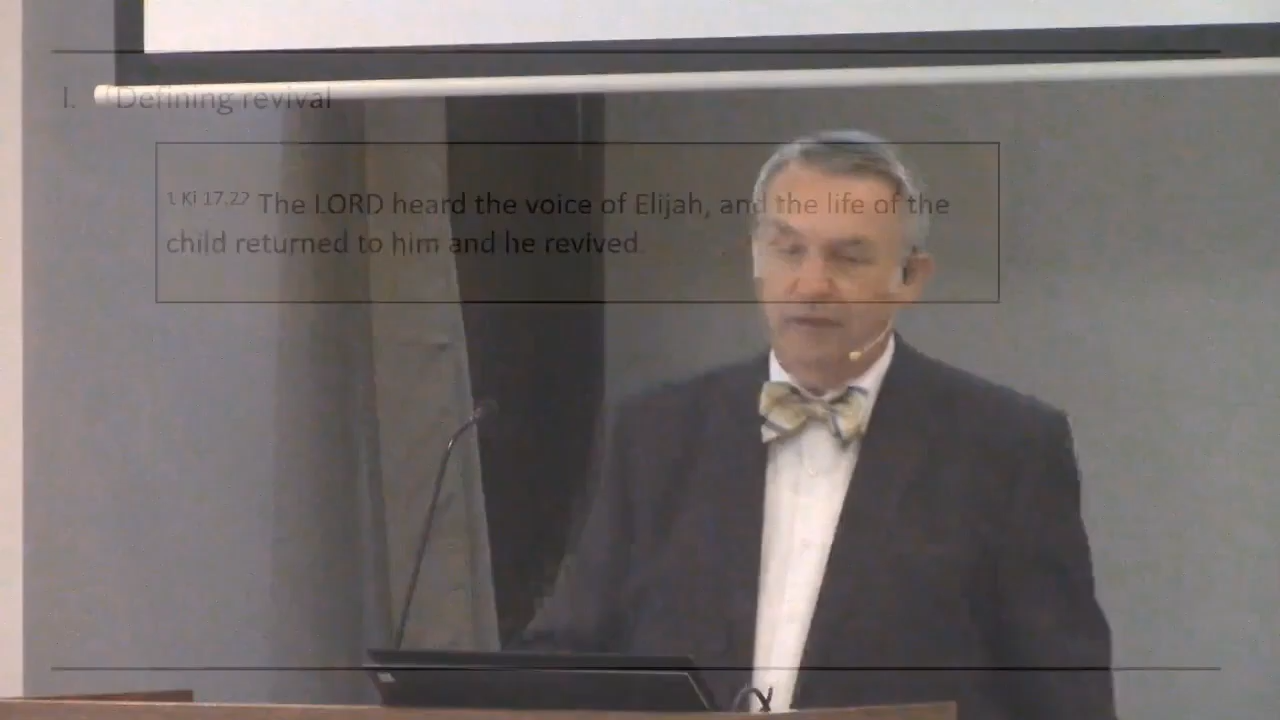 I. Defining revival
1 Ki 17.22 The LORD heard the voice of Elijah, and the life of the
child returned to him and he revived.